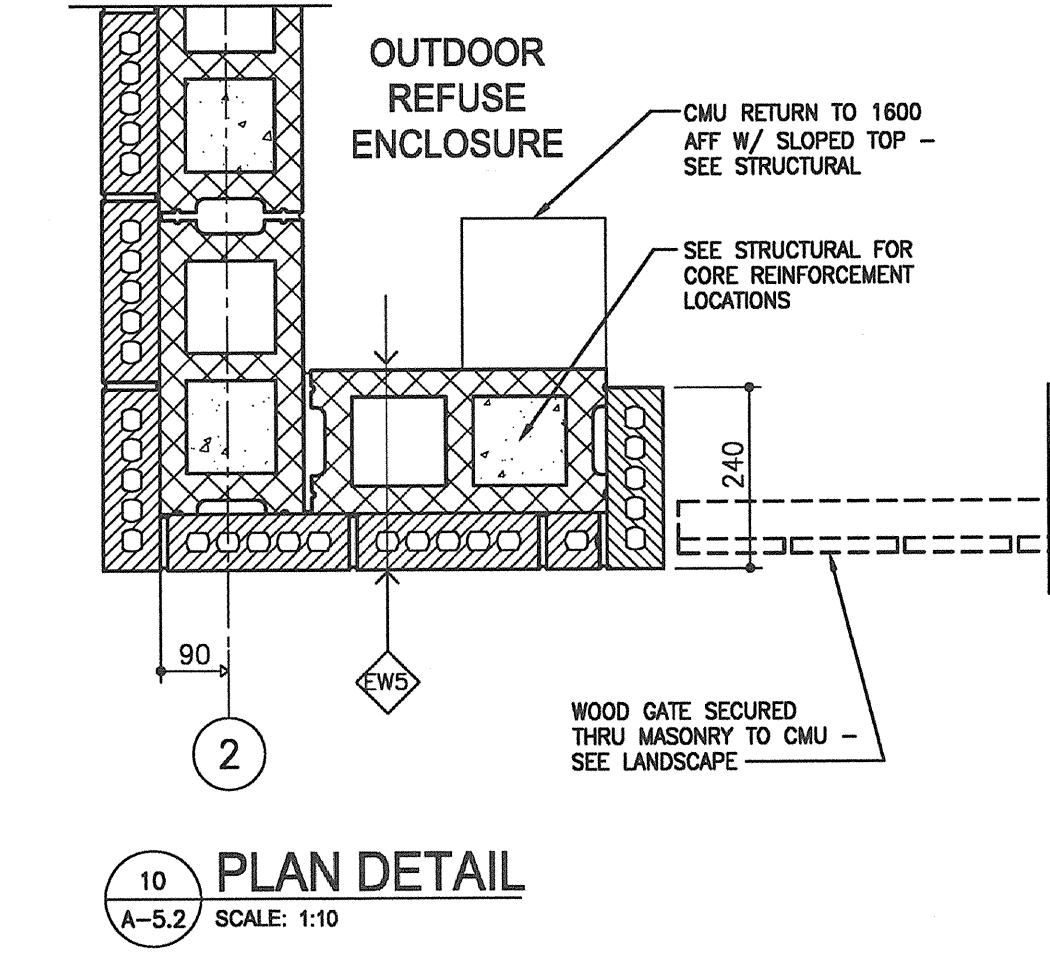 OUTDOOR
REFUSE
ENCLOSURE
CMU RETURN TO 1600
AFF W/ SLOPED TOP –
SEE STRUCTURAL
SEE STRUCTURAL FOR
CORE REINFORCEMENT
LOCATIONS
240
90
EW5
2
WOOD GATE SECURED
THRU MASONRY TO CMU –
SEE LANDSCAPE
10
A–5.2
PLAN DETAIL
SCALE: 1:10